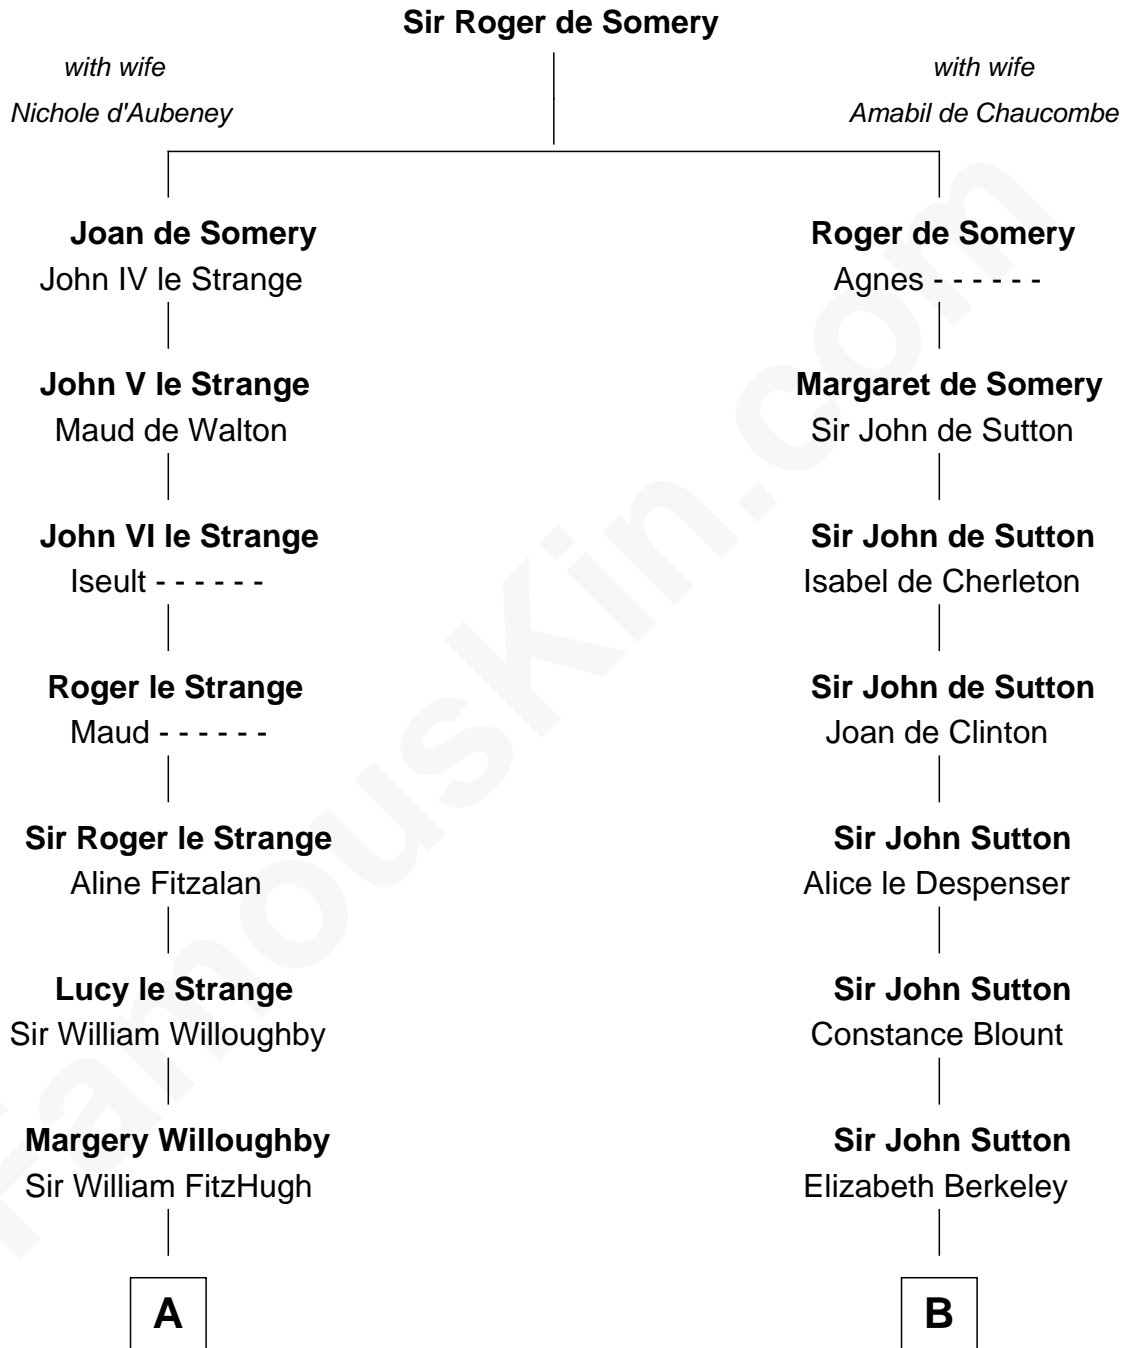 Sir Roger de Somery
with wife
Nichole d'Aubeney
with wife
Amabil de Chaucombe
Joan de Somery
John IV le Strange
John V le Strange
Maud de Walton
John VI le Strange
Iseult - - - - - -
Roger le Strange
Maud - - - - - -
Sir Roger le Strange
Aline Fitzalan
Lucy le Strange
Sir William Willoughby
Margery Willoughby
Sir William FitzHugh
A
Roger de Somery
Agnes - - - - - -
Margaret de Somery
Sir John de Sutton
Sir John de Sutton
Isabel de Cherleton
Sir John de Sutton
Joan de Clinton
Sir John Sutton
Alice le Despenser
Sir John Sutton
Constance Blount
Sir John Sutton
Elizabeth Berkeley
B
FamousKin.com